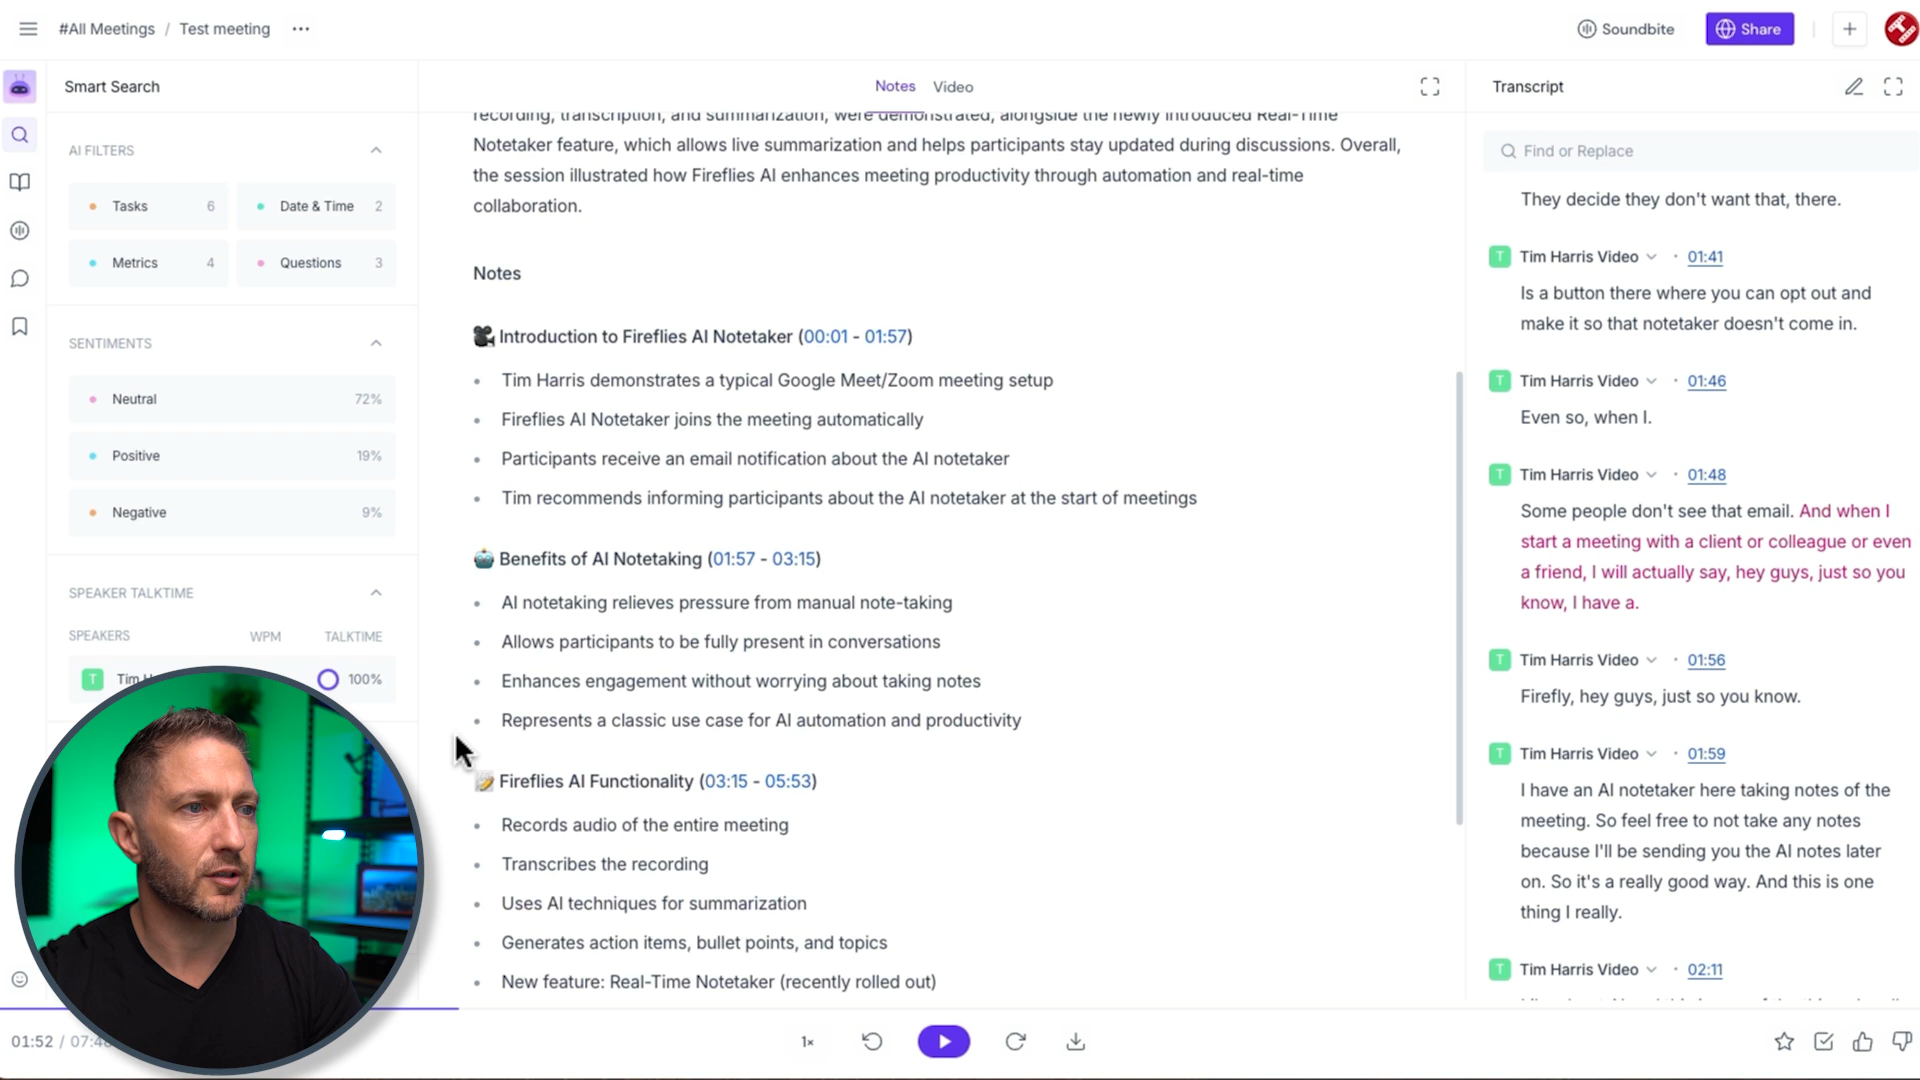 #All Meetings / Test meeting
Soundbite
Share
Smart Search
Notes
Video
Transcript
AI FILTERS
Tasks 6
Date & Time 2
Metrics 4
Questions 3
SENTIMENTS
Neutral 72%
Positive 19%
Negative 9%
SPEAKER TALKTIME
SPEAKERS WPM TALKTIME
T Tim 100%
recording, transcription, and summarization, were demonstrated, alongside the newly introduced Real-Time
Notetaker feature, which allows live summarization and helps participants stay updated during discussions. Overall,
the session illustrated how Fireflies AI enhances meeting productivity through automation and real-time
collaboration.
Notes
Introduction to Fireflies AI Notetaker (00:01 - 01:57)
Tim Harris demonstrates a typical Google Meet/Zoom meeting setup
Fireflies AI Notetaker joins the meeting automatically
Participants receive an email notification about the AI notetaker
Tim recommends informing participants about the AI notetaker at the start of meetings
Benefits of AI Notetaking (01:57 - 03:15)
AI notetaking relieves pressure from manual note-taking
Allows participants to be fully present in conversations
Enhances engagement without worrying about taking notes
Represents a classic use case for AI automation and productivity
Fireflies AI Functionality (03:15 - 05:53)
Records audio of the entire meeting
Transcribes the recording
Uses AI techniques for summarization
Generates action items, bullet points, and topics
New feature: Real-Time Notetaker (recently rolled out)
Find or Replace
They decide they don't want that, there.
T Tim Harris Video · 01:41
Is a button there where you can opt out and
make it so that notetaker doesn't come in.
T Tim Harris Video · 01:46
Even so, when I.
T Tim Harris Video · 01:48
Some people don't see that email. And when I
start a meeting with a client or colleague or even
a friend, I will actually say, hey guys, just so you
know, I have a.
T Tim Harris Video · 01:56
Firefly, hey guys, just so you know.
T Tim Harris Video · 01:59
I have an AI notetaker here taking notes of the
meeting. So feel free to not take any notes
because I'll be sending you the AI notes later
on. So it's a really good way. And this is one
thing I really.
T Tim Harris Video · 02:11
01:52 / 07:4
1x